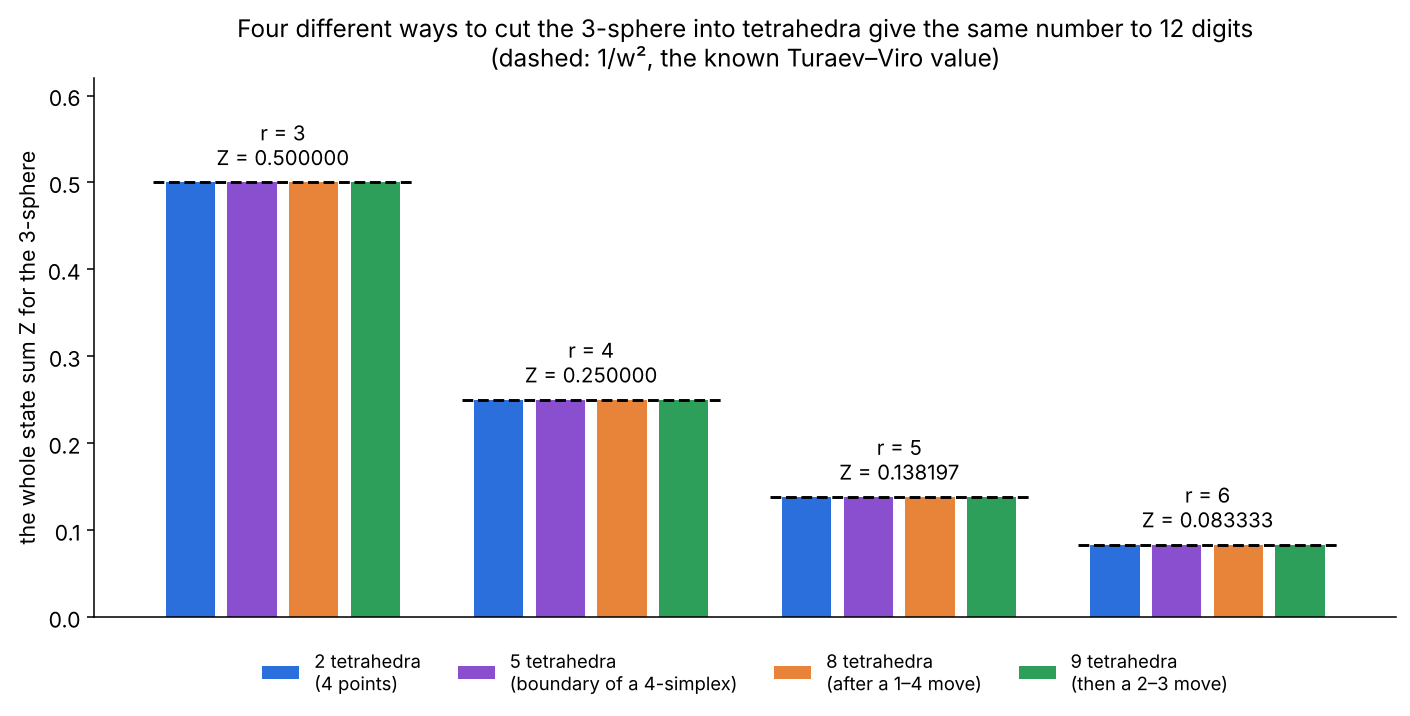 Four different ways to cut the 3-sphere into tetrahedra give the same number to 12 digits
(dashed: 1/w², the known Turaev–Viro value)
the whole state sum Z for the 3-sphere
0.6
0.5
0.4
0.3
0.2
0.1
0.0
r = 3
Z = 0.500000
r = 4
Z = 0.250000
r = 5
Z = 0.138197
r = 6
Z = 0.083333
2 tetrahedra
(4 points)
5 tetrahedra
(boundary of a 4-simplex)
8 tetrahedra
(after a 1–4 move)
9 tetrahedra
(then a 2–3 move)